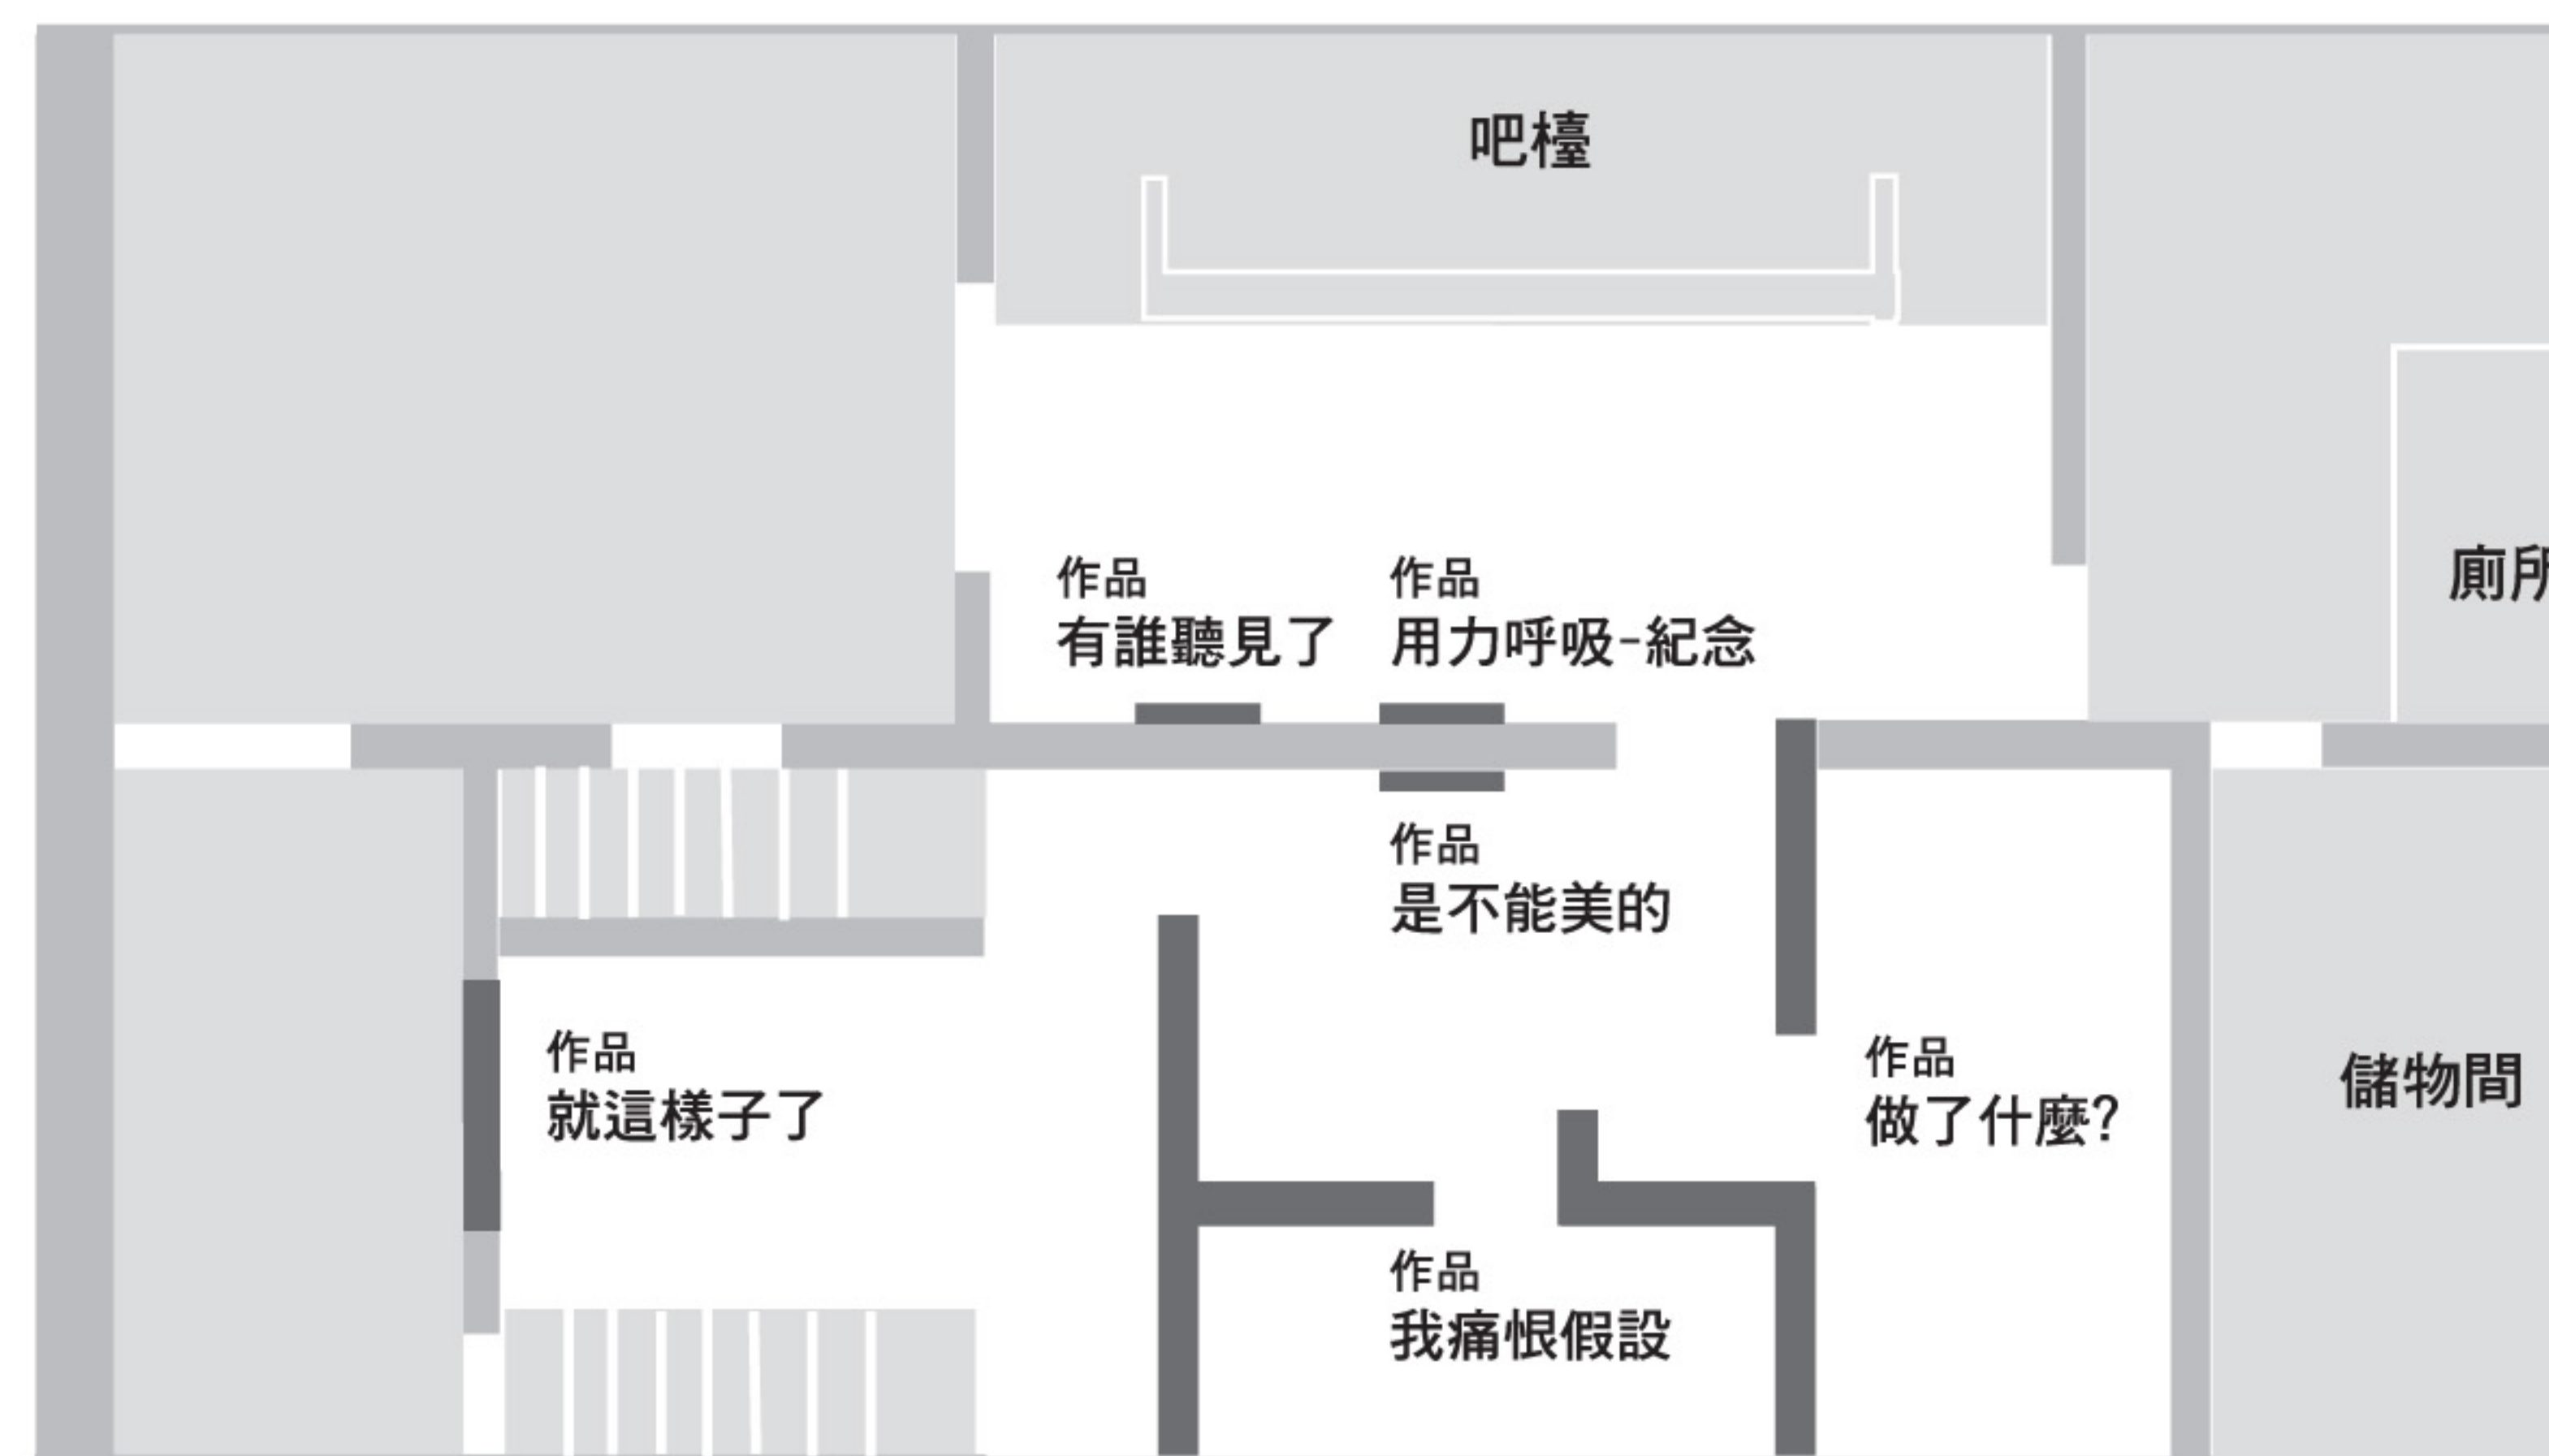 吧檯
作品
有誰聽見了
作品
用力呼吸-紀念
廁所
作品
是不能美的
作品
就這樣子了
作品
做了什麼?
儲物間
作品
我痛恨假設